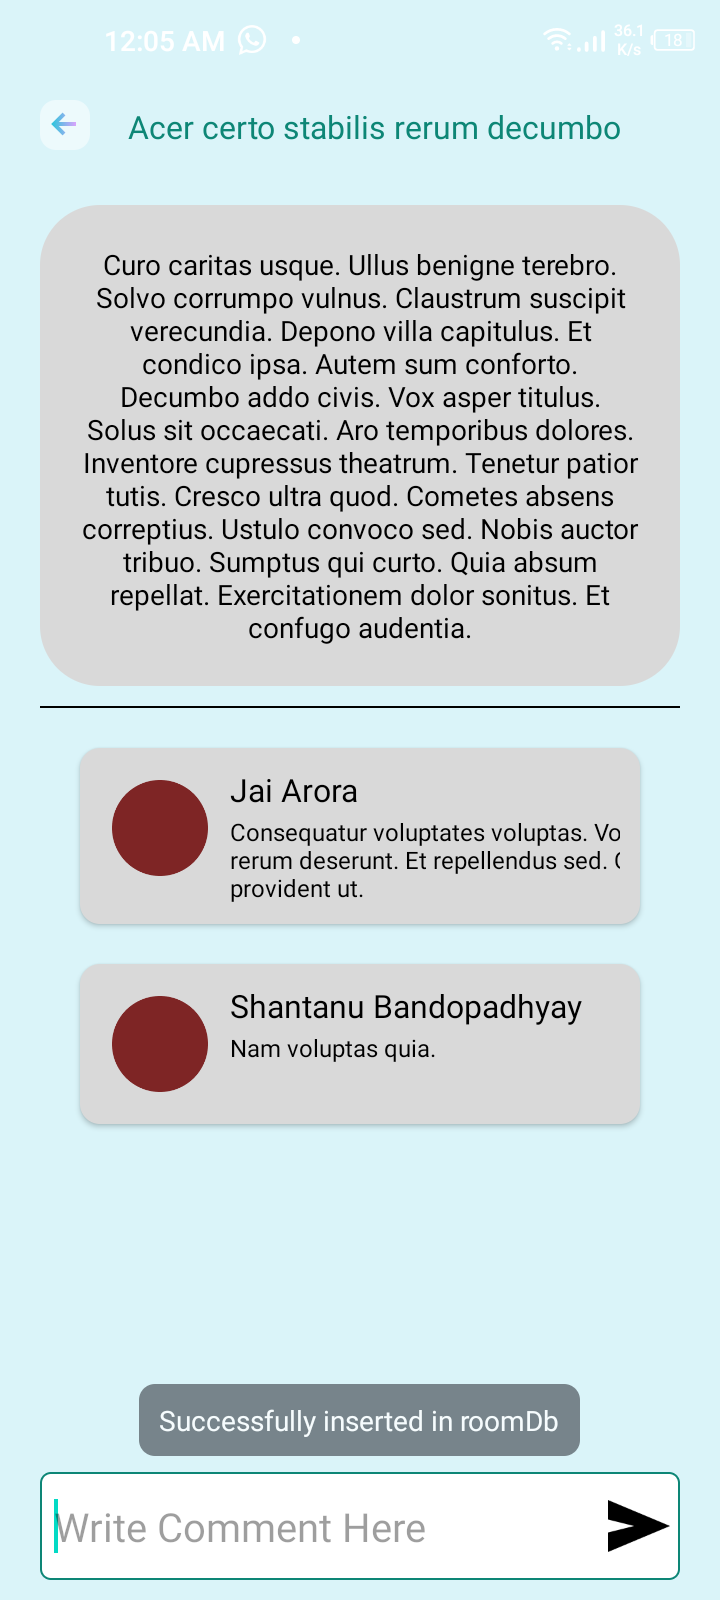 12:05 AM
36.1
K/s
18
Acer certo stabilis rerum decumbo
Curo caritas usque. Ullus benigne terebro.
Solvo corrumpo vulnus. Claustrum suscipit
verecundia. Depono villa capitulus. Et
condico ipsa. Autem sum conforto.
Decumbo addo civis. Vox asper titulus.
Solus sit occaecati. Aro temporibus dolores.
Inventore cupressus theatrum. Tenetur patior
tutis. Cresco ultra quod. Cometes absens
correptius. Ustulo convoco sed. Nobis auctor
tribuo. Sumptus qui curto. Quia absum
repellat. Exercitationem dolor sonitus. Et
confugo audentia.
Jai Arora
Consequatur voluptates voluptas. Vo
rerum deserunt. Et repellendus sed.
provident ut.
Shantanu Bandopadhyay
Nam voluptas quia.
Successfully inserted in roomDb
Write Comment Here